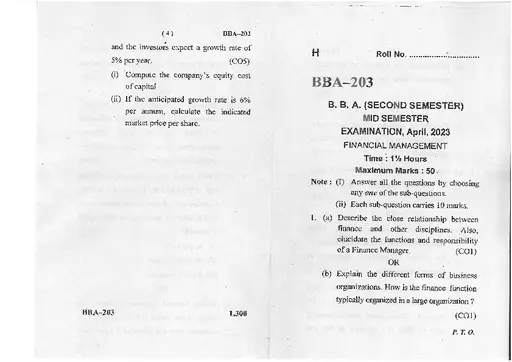 ( 4 ) BBA–203
and the investors expect a growth rate of
5% per year. (CO5)
(i) Compute the company's equity cost
of capital
(ii) If the anticipated growth rate is 6%
per annum, calculate the indicated
market price per share.
BBA–203 1,300
H Roll No. ..............................
BBA–203
B. B. A. (SECOND SEMESTER)
MID SEMESTER
EXAMINATION, April, 2023
FINANCIAL MANAGEMENT
Time : 1½ Hours
Maximum Marks : 50
Note : (i) Answer all the questions by choosing
any one of the sub-questions.
(ii) Each sub-question carries 10 marks.
1. (a) Describe the close relationship between
finance and other disciplines. Also,
elucidate the functions and responsibility
of a Finance Manager. (CO1)
OR
(b) Explain the different forms of business
organizations. How is the finance function
typically organized in a large organization ?
(CO1)
P. T. O.